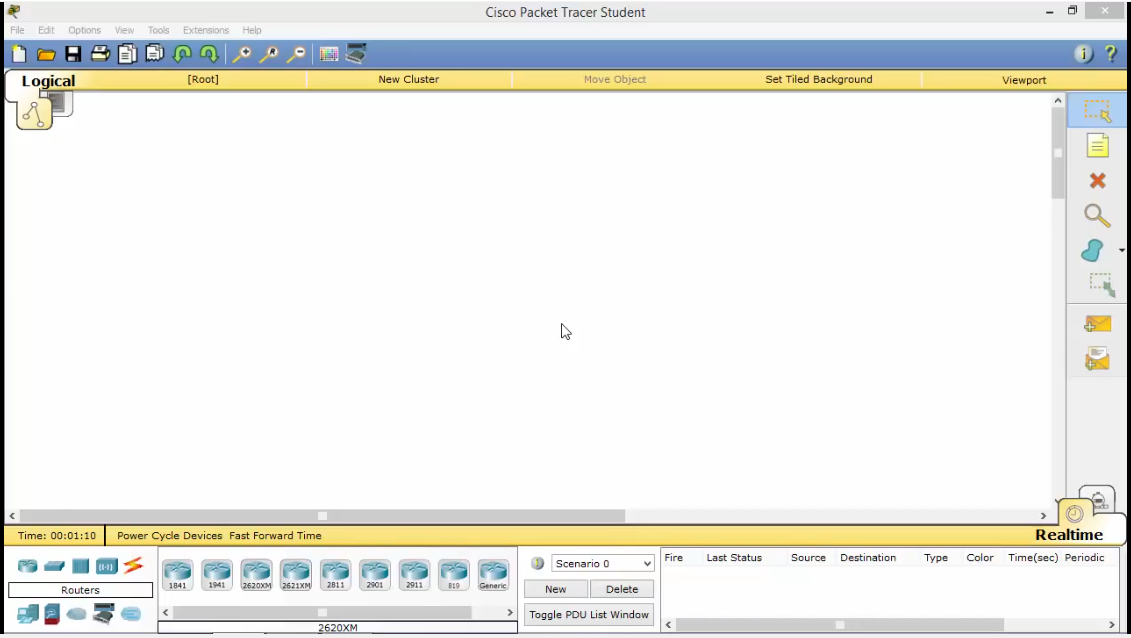 Cisco Packet Tracer Student
File Edit Options View Tools Extensions Help
Logical [Root] New Cluster Move Object Set Tiled Background Viewport
Time: 00:01:10 Power Cycle Devices Fast Forward Time Realtime
Routers
1841 1941 2620XM 2621XM 2811 2901 2911 819 Generic
2620XM
Scenario 0
New Delete
Toggle PDU List Window
Fire Last Status Source Destination Type Color Time(sec) Periodic